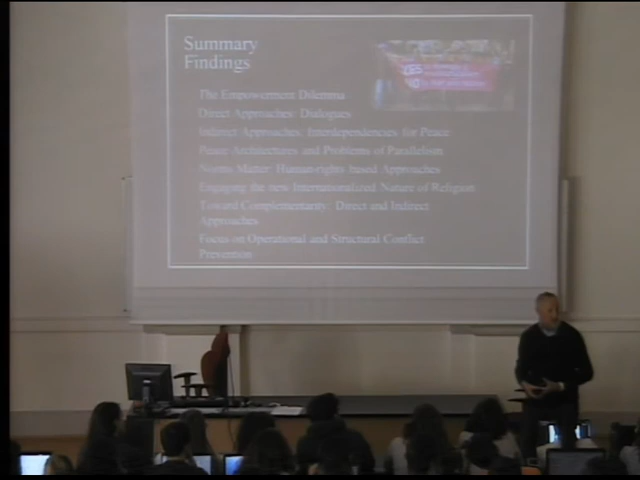 Summary
Findings
The Empowerment Dilemma
Direct Approaches: Dialogues
Indirect Approaches: Interdependencies for Peace
Peace Architectures and Problems of Parallelism
Norms Matter: Human-rights based Approaches
Engaging the new Internationalized Nature of Religion
Toward Complementarity: Direct and Indirect
Approaches
Focus on Operational and Structural Conflict
Prevention